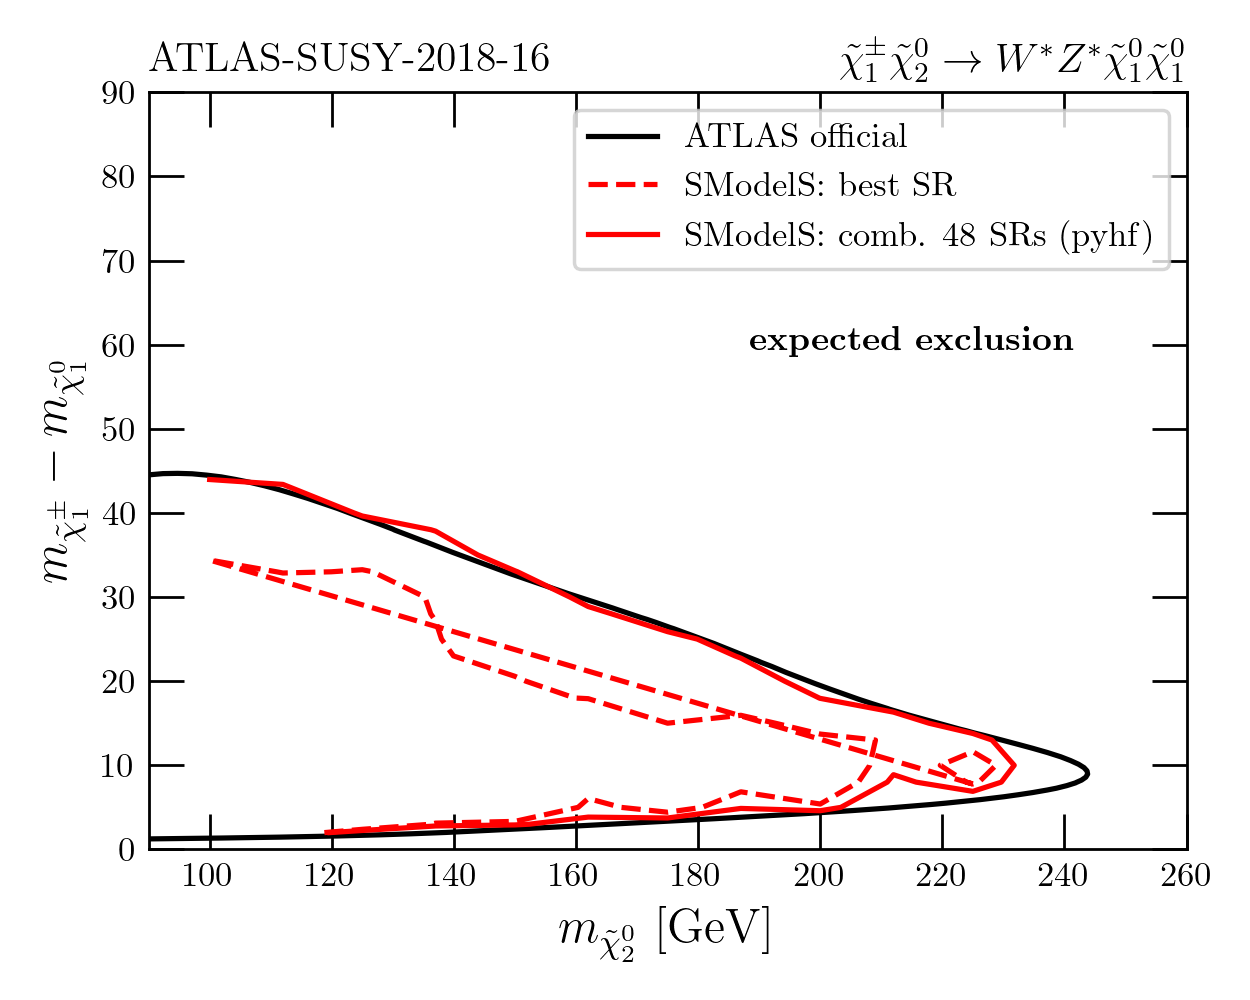 ATLAS-SUSY-2018-16
χ̃₁± χ̃₂⁰ → W*Z* χ̃₁⁰ χ̃₁⁰
ATLAS official
SModelS: best SR
SModelS: comb. 48 SRs (pyhf)
expected exclusion
90
80
70
60
50
40
30
20
10
0
m_χ̃₁± − m_χ̃₁⁰
100 120 140 160 180 200 220 240 260
m_χ̃₂⁰ [GeV]